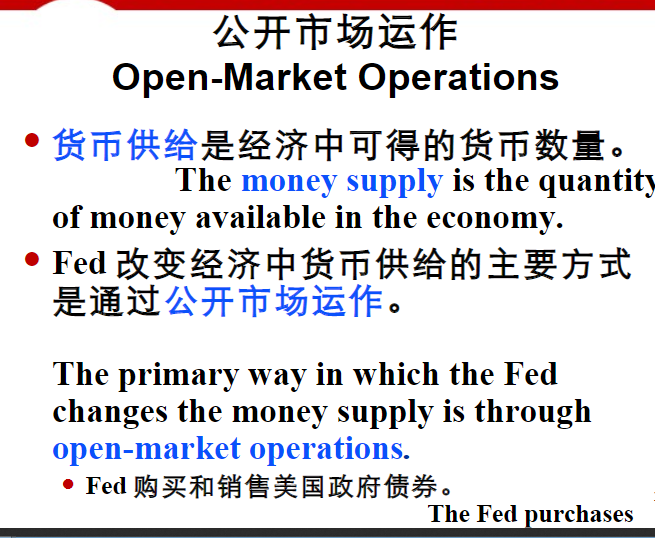 公开市场运作
Open-Market Operations
货币供给是经济中可得的货币数量。
The money supply is the quantity
of money available in the economy.
Fed 改变经济中货币供给的主要方式
是通过公开市场运作。
The primary way in which the Fed
changes the money supply is through
open-market operations.
Fed 购买和销售美国政府债券。
The Fed purchases